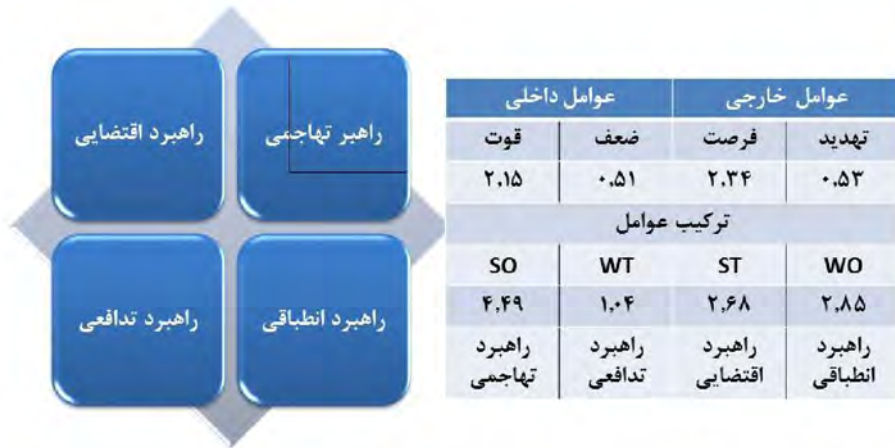 راهبرد اقتضایی
راهبر تهاجمی
راهبرد تدافعی
راهبرد انطباقی
عوامل خارجی عوامل داخلی
تهدید فرصت ضعف قوت
۰,۵۳ ۲,۳۴ ۰,۵۱ ۲,۱۵
ترکیب عوامل
WO ST WT SO
۲,۸۵ ۲,۶۸ ۱,۰۴ ۴,۴۹
راهبرد راهبرد راهبرد راهبرد
انطباقی اقتضایی تدافعی تهاجمی